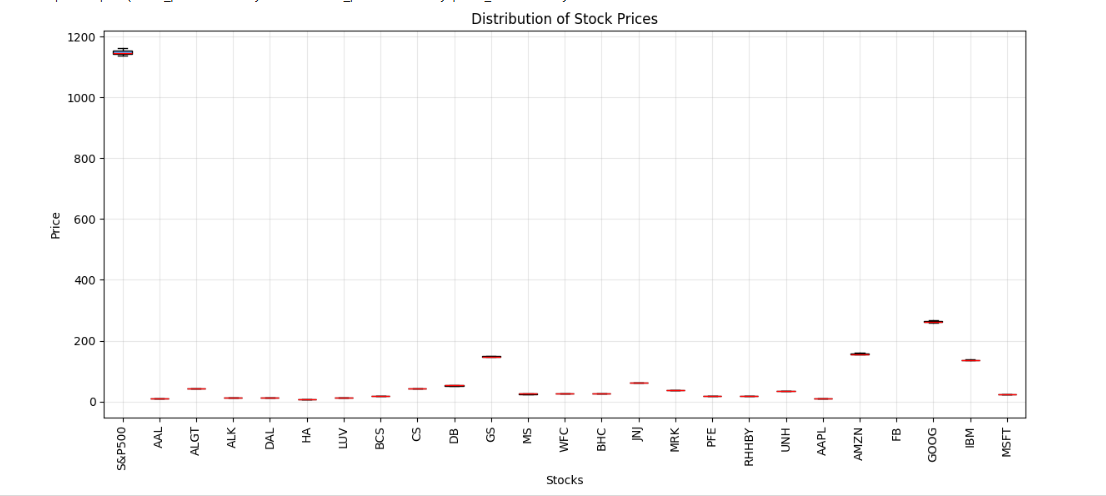 Distribution of Stock Prices
1200
1000
800
600
400
200
0
Price
S&P500 AAL ALGT ALK DAL HA LUV BCS CS DB GS MS WFC BHC JNJ MRK PFE RHHBY UNH AAPL AMZN FB GOOG IBM MSFT
Stocks